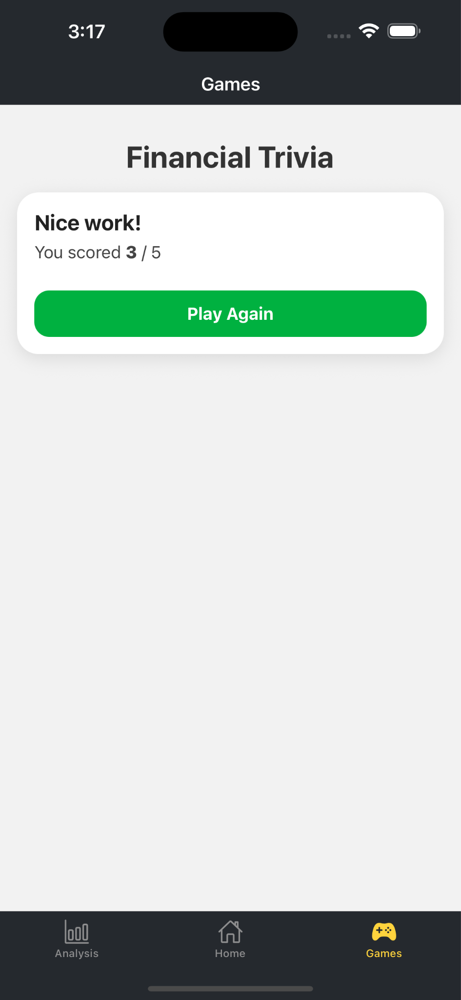 3:17
Games
Financial Trivia
Nice work!
You scored 3 / 5
Play Again
Analysis
Home
Games